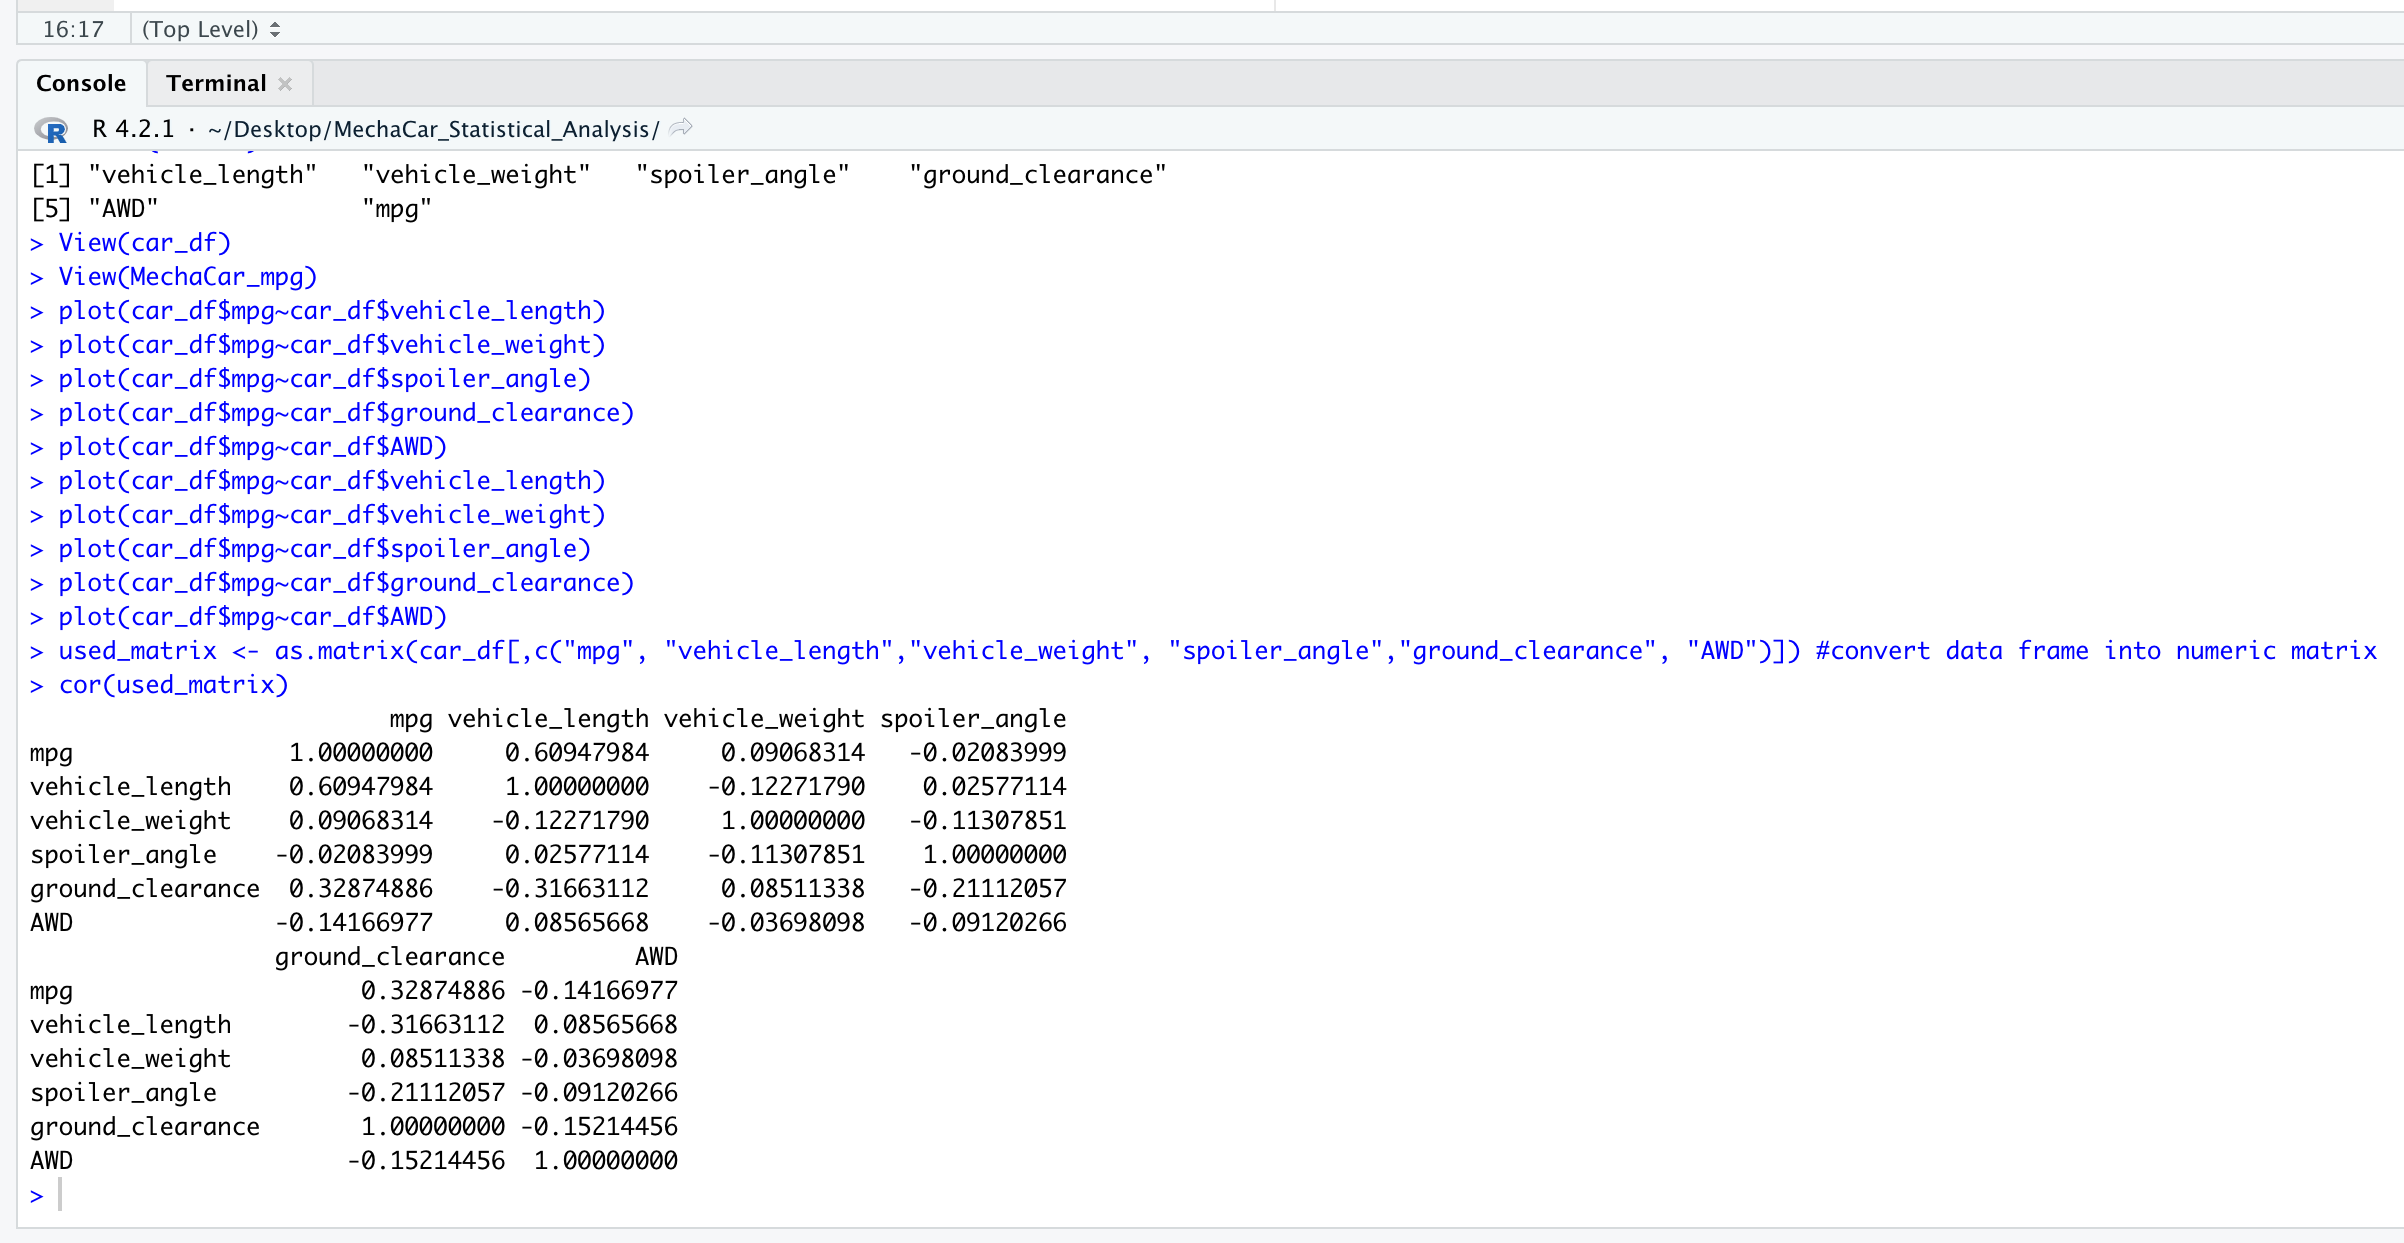 16:17 (Top Level)
Console Terminal
R 4.2.1 · ~/Desktop/MechaCar_Statistical_Analysis/
[1] "vehicle_length"   "vehicle_weight"   "spoiler_angle"    "ground_clearance"
[5] "AWD"              "mpg"
> View(car_df)
> View(MechaCar_mpg)
> plot(car_df$mpg~car_df$vehicle_length)
> plot(car_df$mpg~car_df$vehicle_weight)
> plot(car_df$mpg~car_df$spoiler_angle)
> plot(car_df$mpg~car_df$ground_clearance)
> plot(car_df$mpg~car_df$AWD)
> plot(car_df$mpg~car_df$vehicle_length)
> plot(car_df$mpg~car_df$vehicle_weight)
> plot(car_df$mpg~car_df$spoiler_angle)
> plot(car_df$mpg~car_df$ground_clearance)
> plot(car_df$mpg~car_df$AWD)
> used_matrix <- as.matrix(car_df[,c("mpg", "vehicle_length","vehicle_weight", "spoiler_angle","ground_clearance", "AWD")]) #convert data frame into numeric matrix
> cor(used_matrix)
                         mpg vehicle_length vehicle_weight spoiler_angle
mpg               1.00000000     0.60947984     0.09068314   -0.02083999
vehicle_length    0.60947984     1.00000000    -0.12271790    0.02577114
vehicle_weight    0.09068314    -0.12271790     1.00000000   -0.11307851
spoiler_angle    -0.02083999     0.02577114    -0.11307851    1.00000000
ground_clearance  0.32874886    -0.31663112     0.08511338   -0.21112057
AWD              -0.14166977     0.08565668    -0.03698098   -0.09120266
                 ground_clearance         AWD
mpg                    0.32874886 -0.14166977
vehicle_length        -0.31663112  0.08565668
vehicle_weight         0.08511338 -0.03698098
spoiler_angle         -0.21112057 -0.09120266
ground_clearance       1.00000000 -0.15214456
AWD                   -0.15214456  1.00000000
>